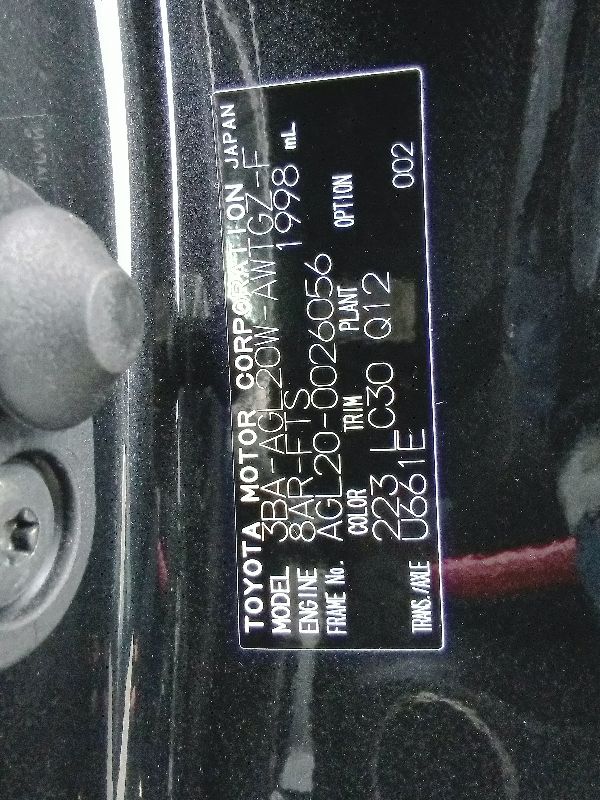 TOYOTA MOTOR CORPORATION JAPAN
MODEL 3BA-AGL20W-AWTGZ-F
ENGINE 8AR-FTS 1998 mL
FRAME No. AGL20-0026056
COLOR TRIM PLANT OPTION
223 LC30 Q12
TRANS./AXLE U661E 002